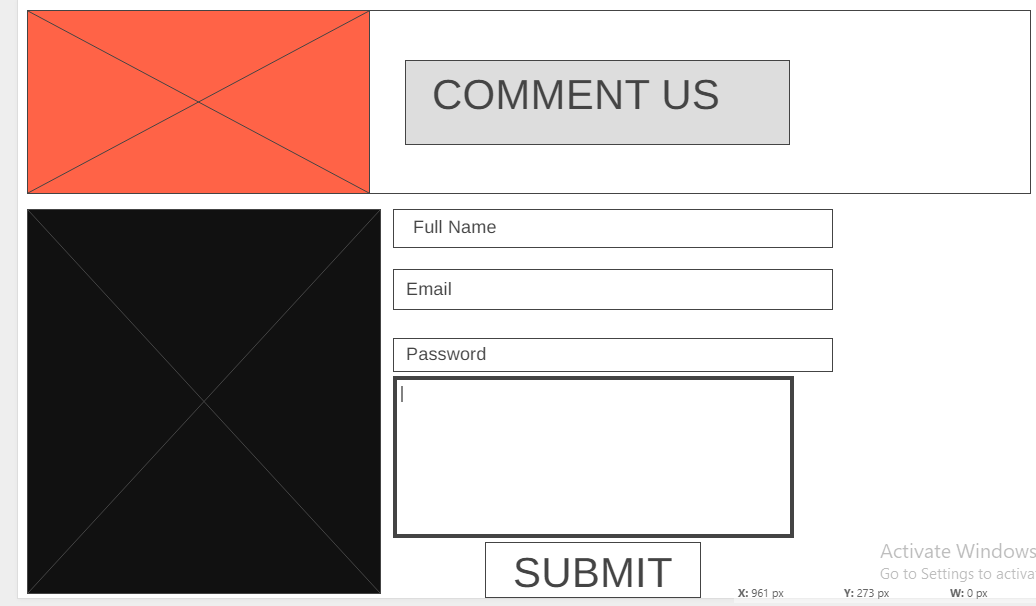 COMMENT US
Full Name
Email
Password
SUBMIT
Activate Windows
Go to Settings to activa
X: 961 px Y: 273 px W: 0 px